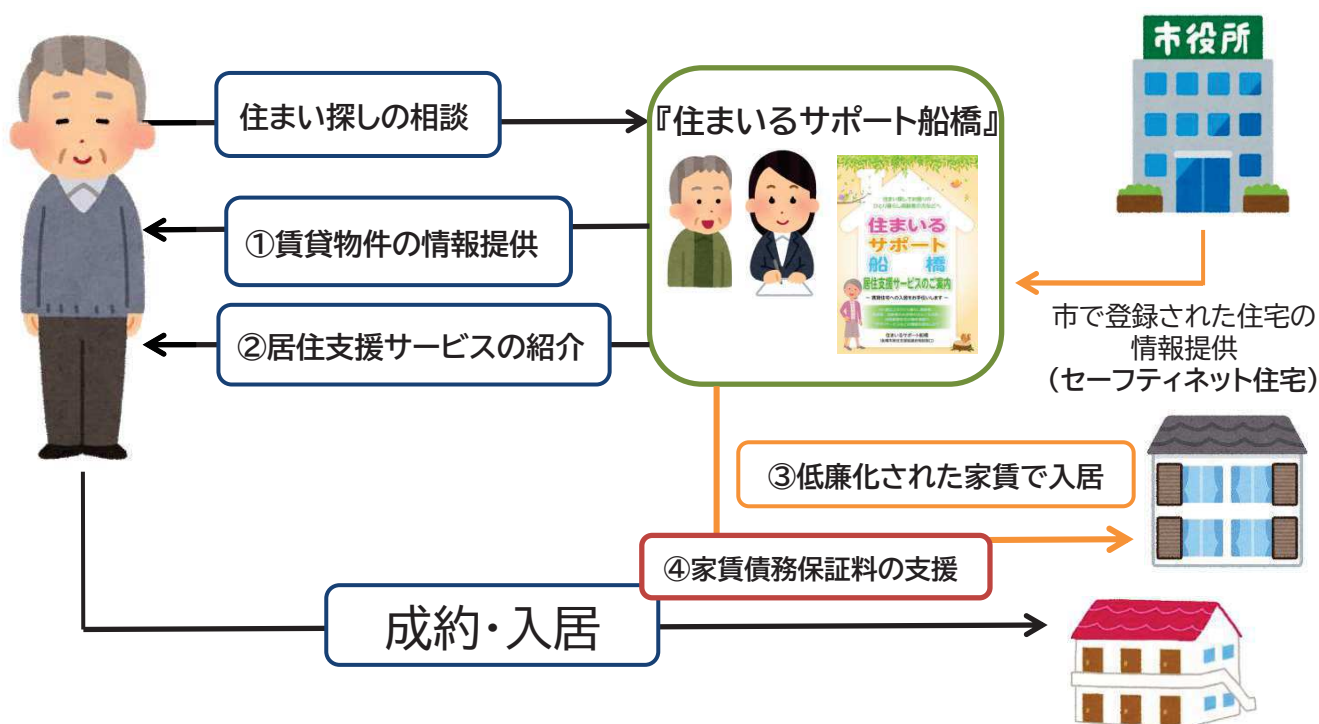 市役所
住まい探しの相談
『住まいるサポート船橋』
①賃貸物件の情報提供
②居住支援サービスの紹介
住まいる
サポート
船橋
居住支援サービスのご案内
市で登録された住宅の
情報提供
(セーフティネット住宅)
③低廉化された家賃で入居
④家賃債務保証料の支援
成約・入居